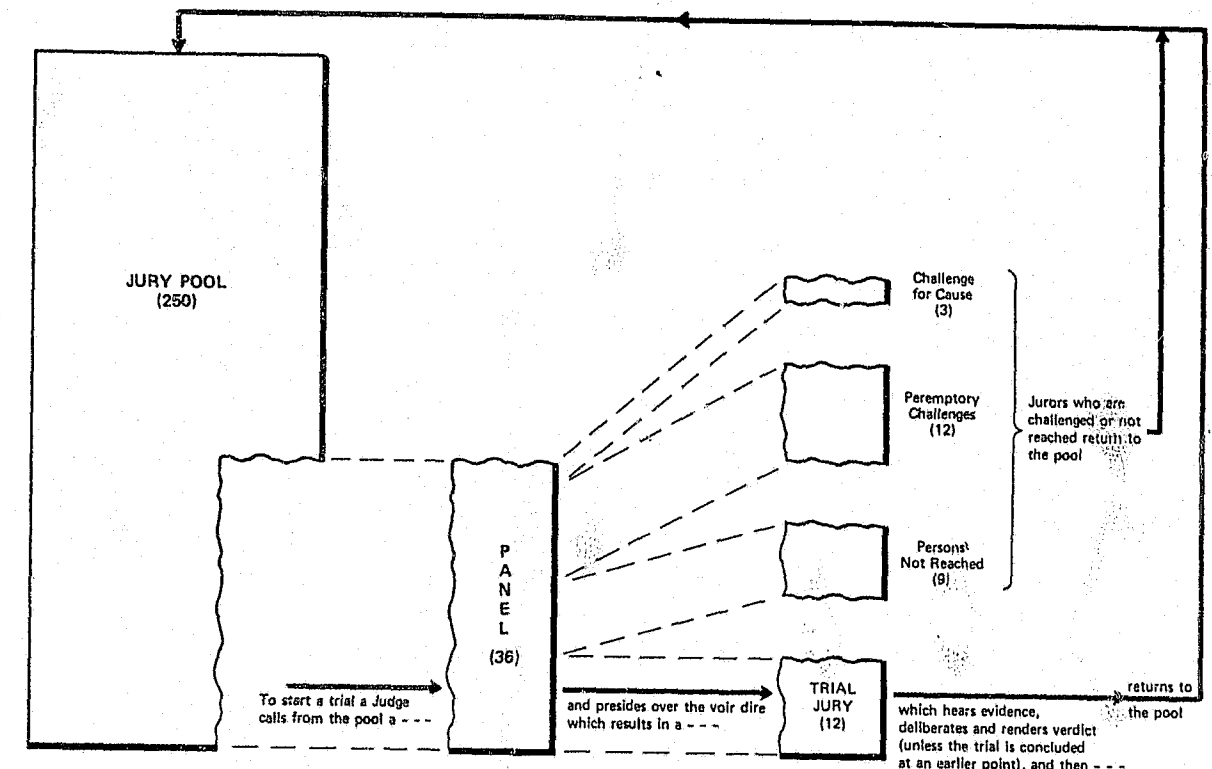 JURY POOL
(250)
To start a trial a Judge
calls from the pool a - - -
P
A
N
E
L
(36)
and presides over the voir dire
which results in a - - -
Challenge
for Cause
(3)
Peremptory
Challenges
(12)
Persons
Not Reached
(9)
Jurors who are
challenged or not
reached return to
the pool
TRIAL
JURY
(12)
which hears evidence,
deliberates and renders verdict
(unless the trial is concluded
at an earlier point), and then - - -
returns to
the pool